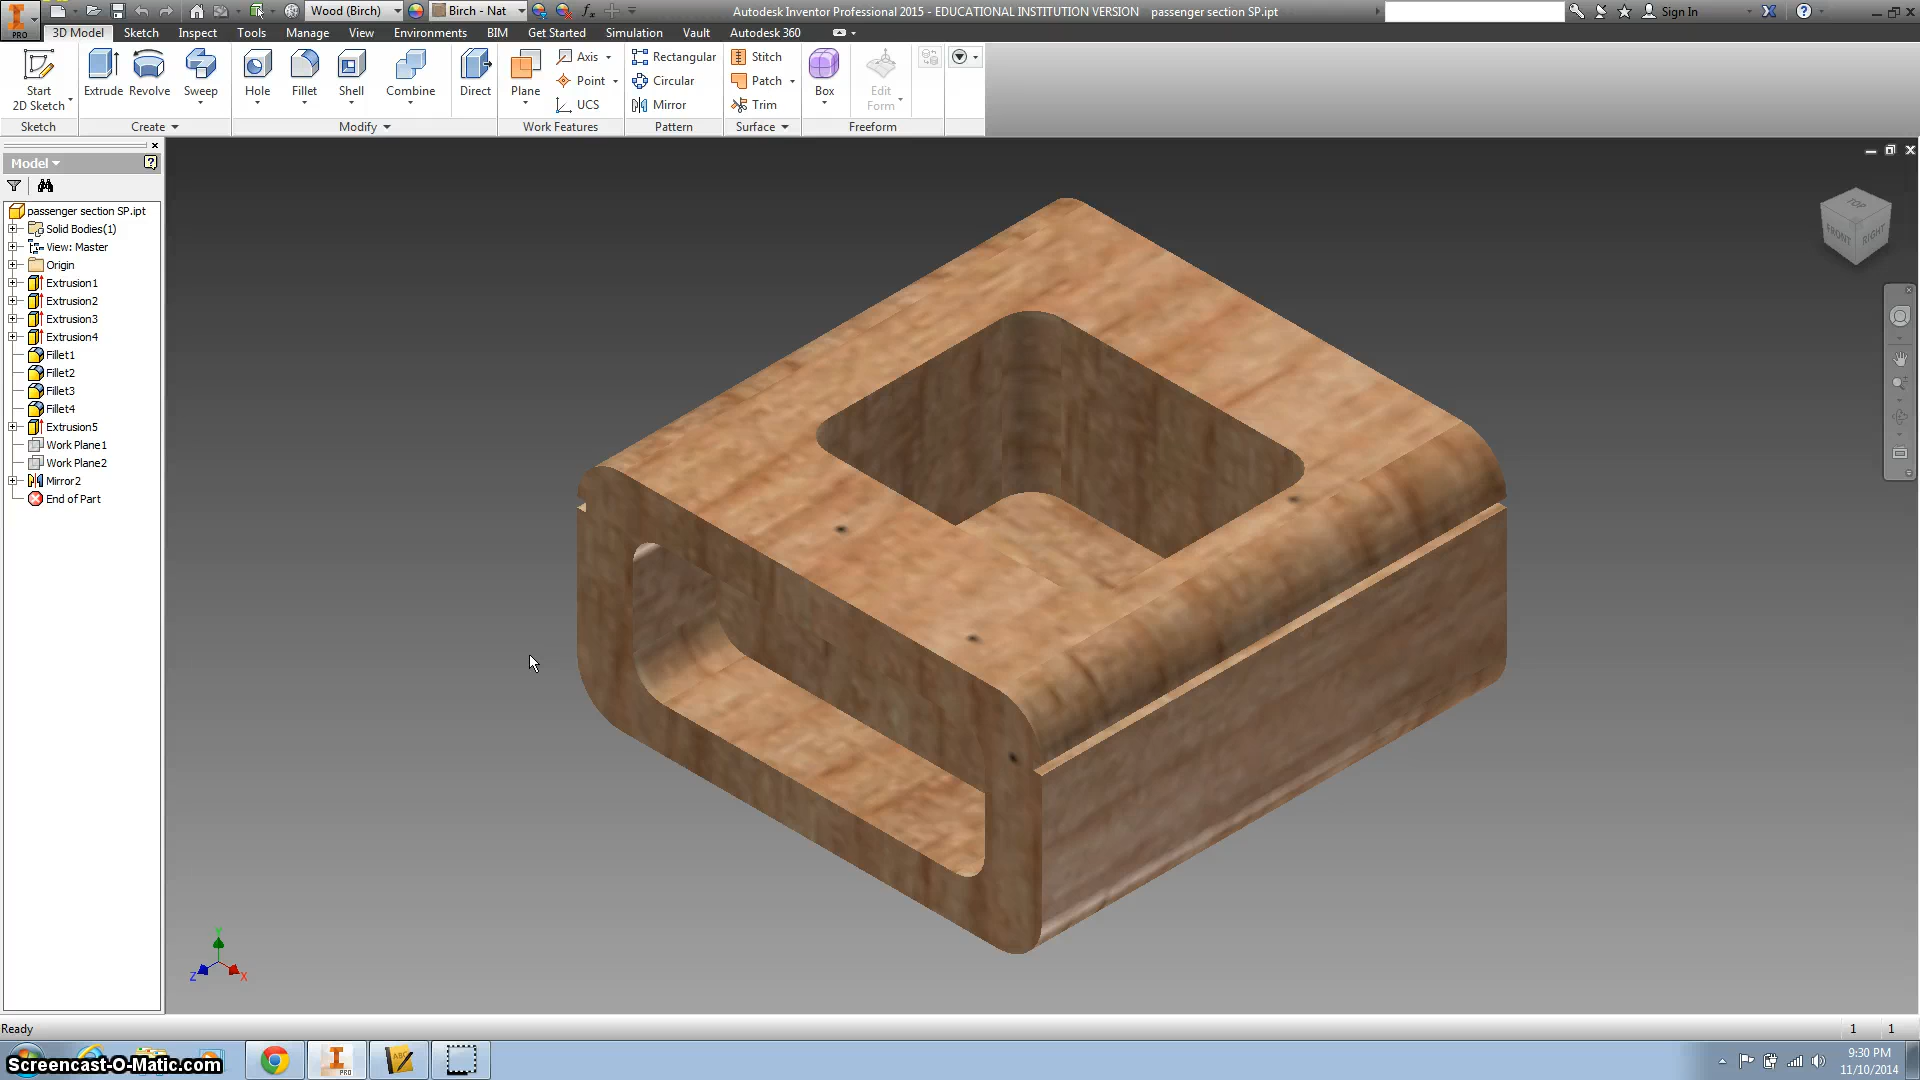 Wood (Birch)
Birch - Nat
Autodesk Inventor Professional 2015 - EDUCATIONAL INSTITUTION VERSION passenger section SP.ipt
Sign In
PRO
3D Model
Sketch
Inspect
Tools
Manage
View
Environments
BIM
Get Started
Simulation
Vault
Autodesk 360
Start
2D Sketch
Extrude
Revolve
Sweep
Hole
Fillet
Shell
Combine
Direct
Plane
Axis
Point
UCS
Rectangular
Circular
Mirror
Stitch
Patch
Trim
Box
Edit
Form
Sketch
Create
Modify
Work Features
Pattern
Surface
Freeform
Model
passenger section SP.ipt
Solid Bodies(1)
View: Master
Origin
Extrusion1
Extrusion2
Extrusion3
Extrusion4
Fillet1
Fillet2
Fillet3
Fillet4
Extrusion5
Work Plane1
Work Plane2
Mirror2
End of Part
TOP
FRONT
RIGHT
Y
Z
X
Ready
1 1
Screencast-O-Matic.com
PRO
9:30 PM
11/10/2014